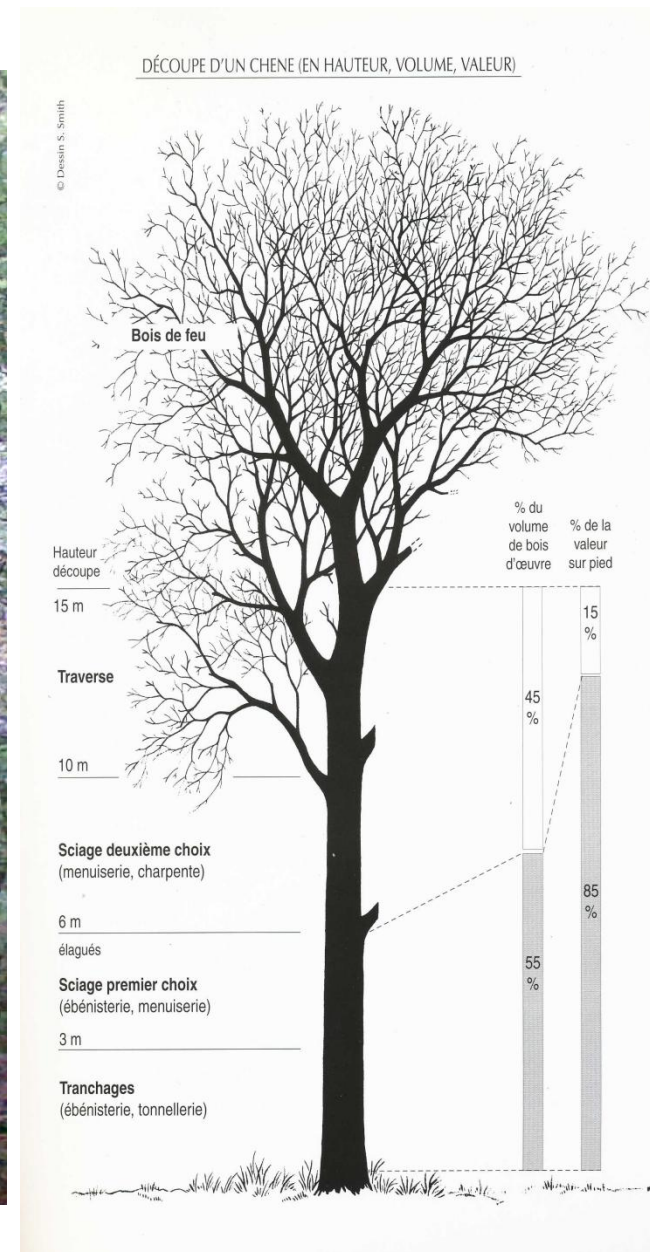 DÉCOUPE D'UN CHENE (EN HAUTEUR, VOLUME, VALEUR)
© Dessin S. Smith
Bois de feu
% du
volume
de bois
d'œuvre
% de la
valeur
sur pied
Hauteur
découpe
15 m
15
%
Traverse
45
%
10 m
Sciage deuxième choix
(menuiserie, charpente)
85
%
6 m
élagués
55
%
Sciage premier choix
(ébénisterie, menuiserie)
3 m
Tranchages
(ébénisterie, tonnellerie)